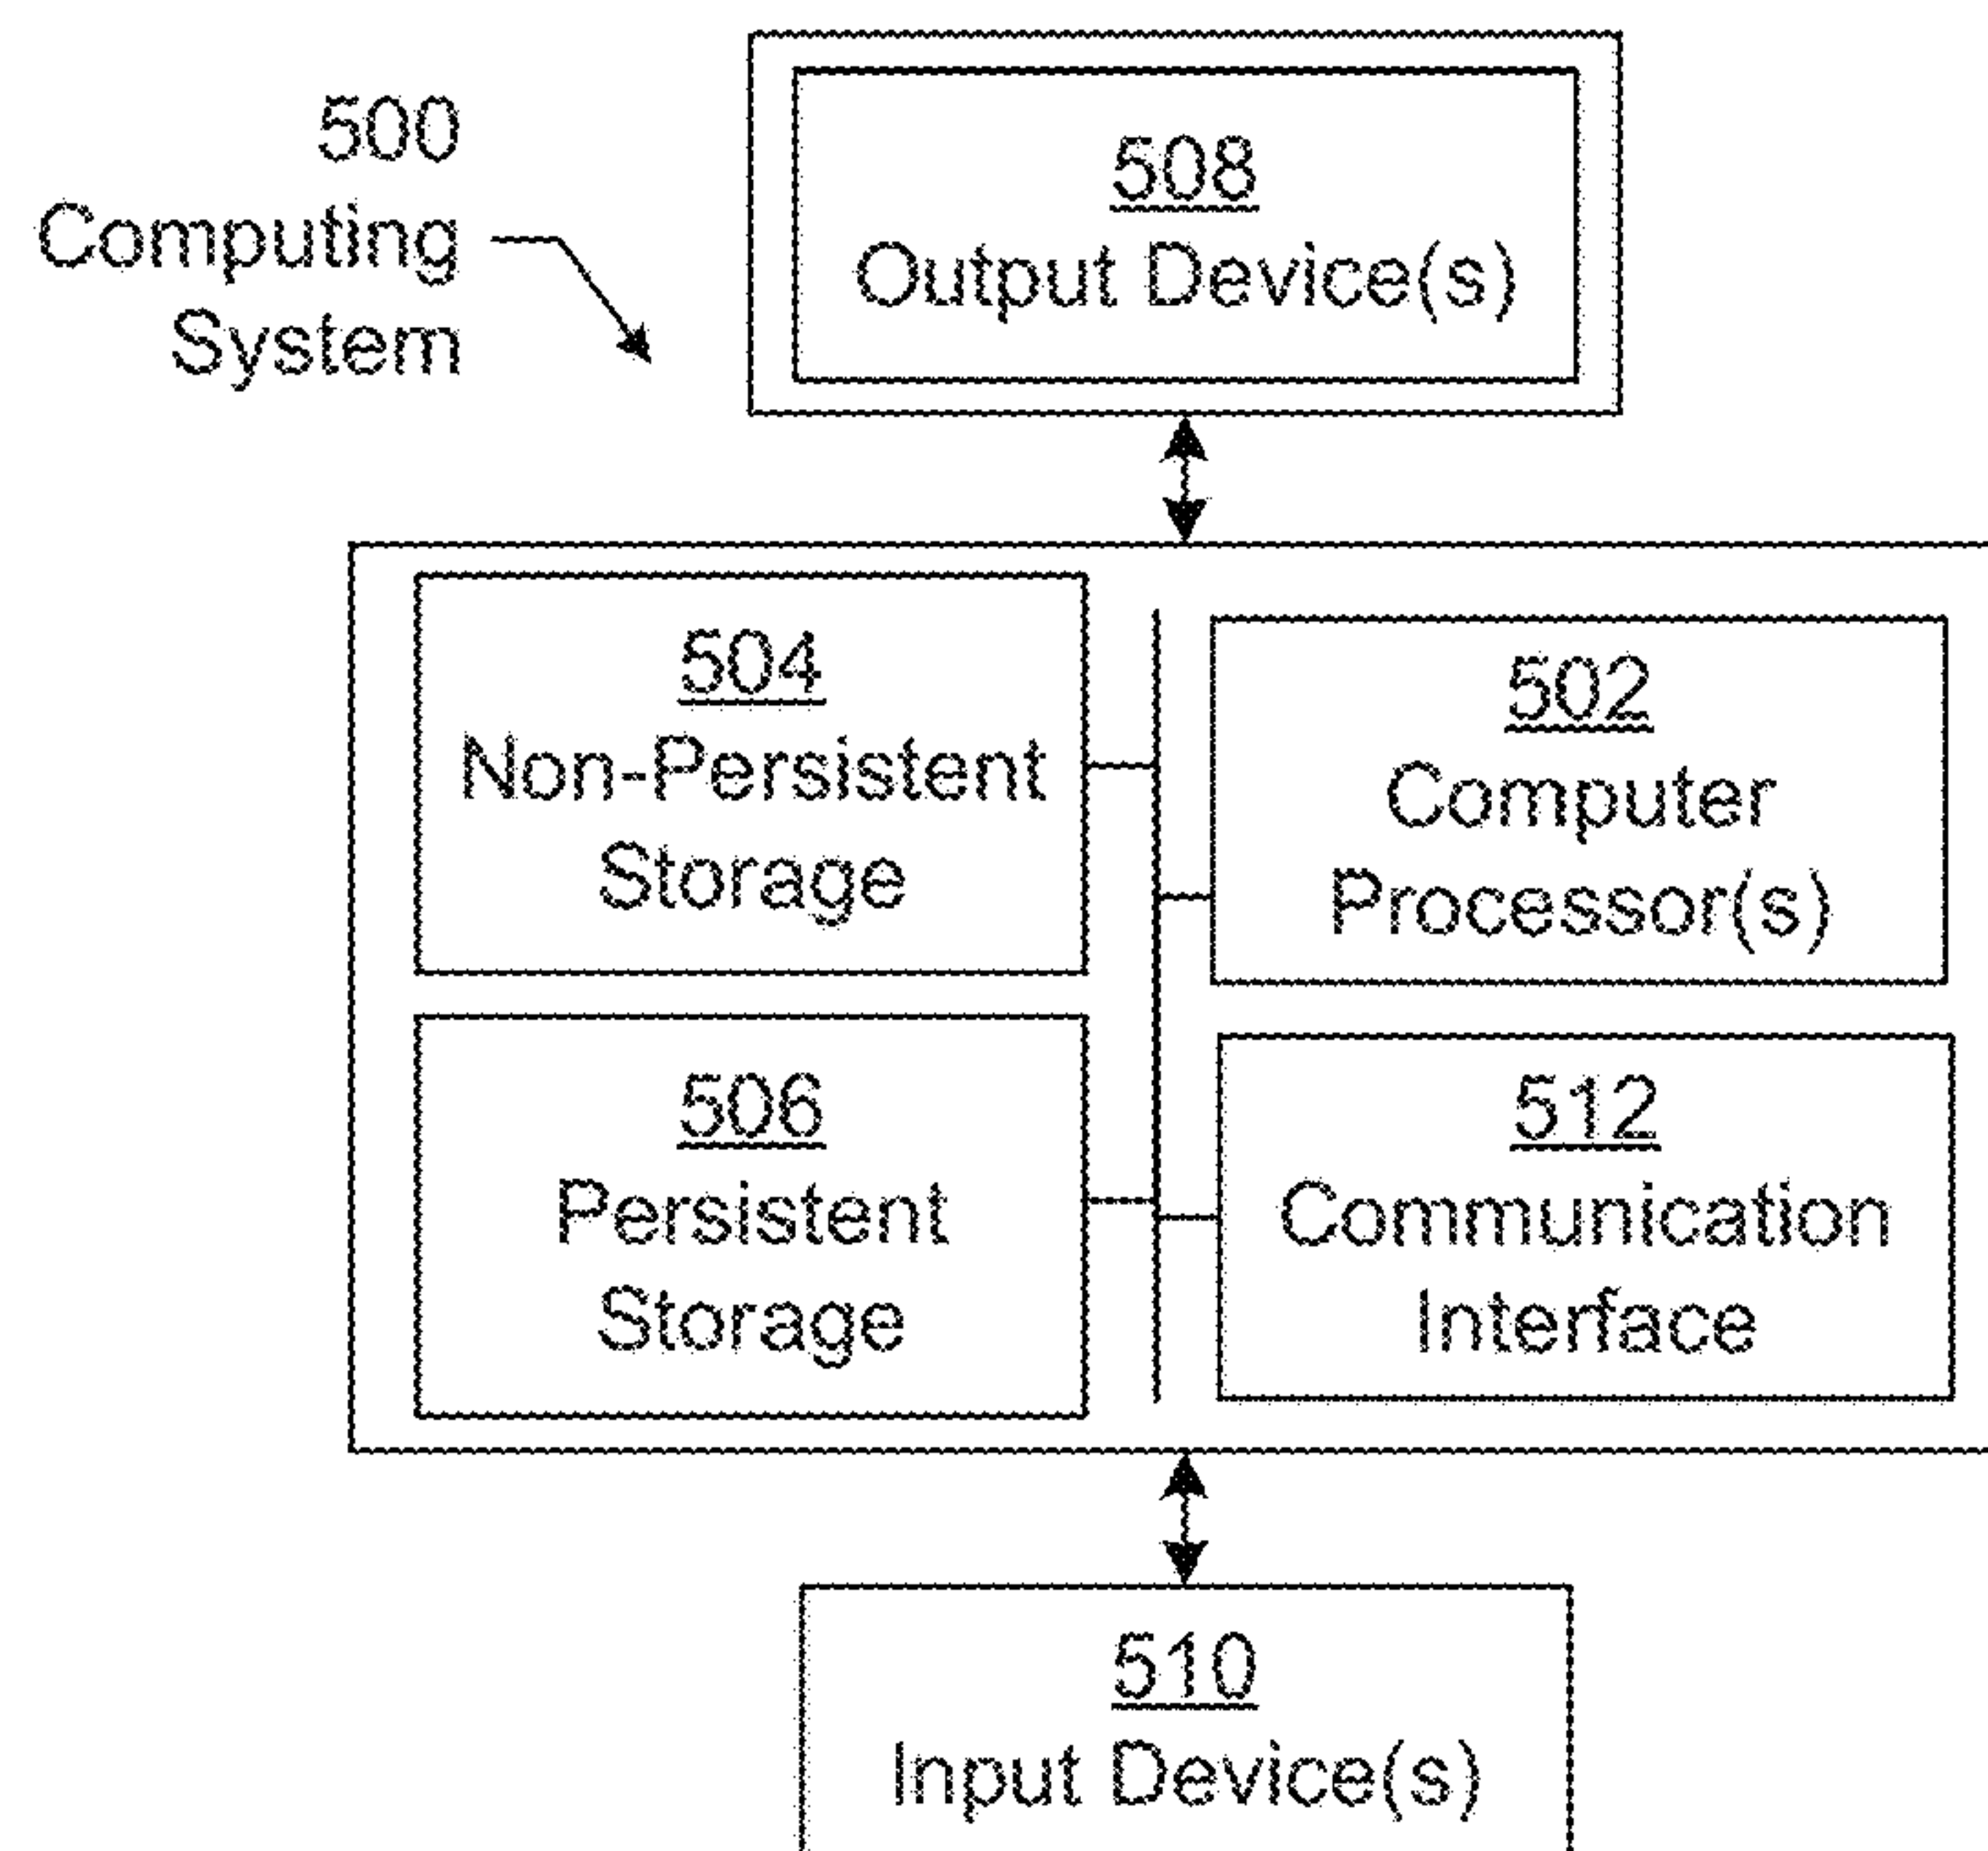 500
Computing
System
508
Output Device(s)
504
Non-Persistent
Storage
502
Computer
Processor(s)
506
Persistent
Storage
512
Communication
Interface
510
Input Device(s)